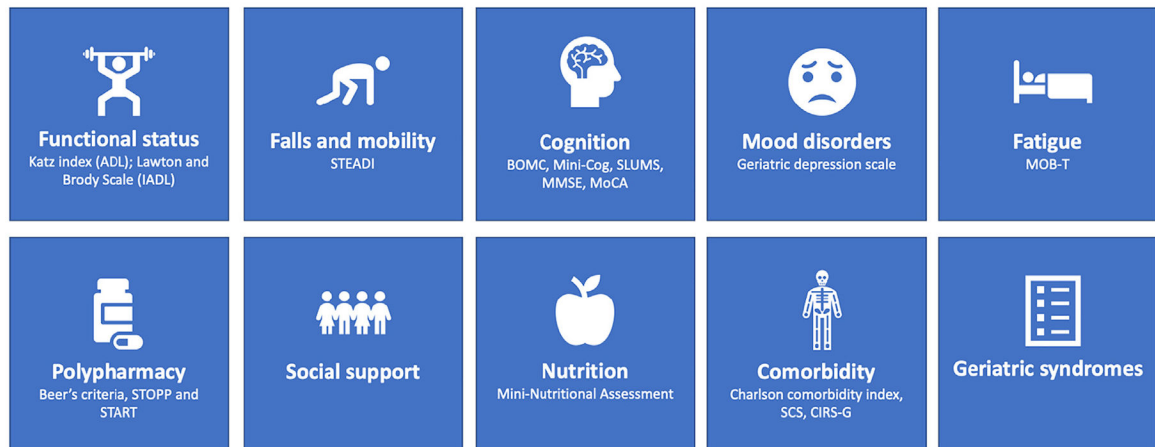 Functional status
Katz index (ADL); Lawton and
Brody Scale (IADL)
Falls and mobility
STEADI
Cognition
BOMC, Mini-Cog, SLUMS,
MMSE, MoCA
Mood disorders
Geriatric depression scale
Fatigue
MOB-T
Polypharmacy
Beer's criteria, STOPP and
START
Social support
Nutrition
Mini-Nutritional Assessment
Comorbidity
Charlson comorbidity index,
SCS, CIRS-G
Geriatric syndromes